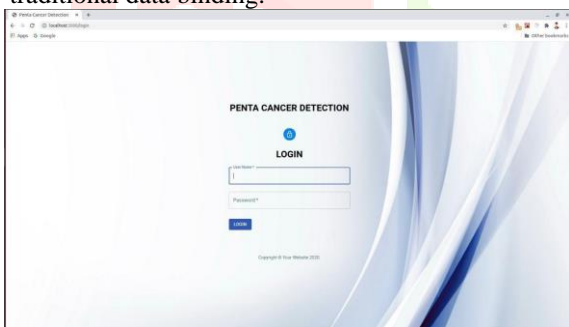 traditional data binding.
Penta Cancer Detection
Apps
Google
Other bookmarks
PENTA CANCER DETECTION
LOGIN
User Name *
Password *
LOGIN
Copyright © Your Website 2020.